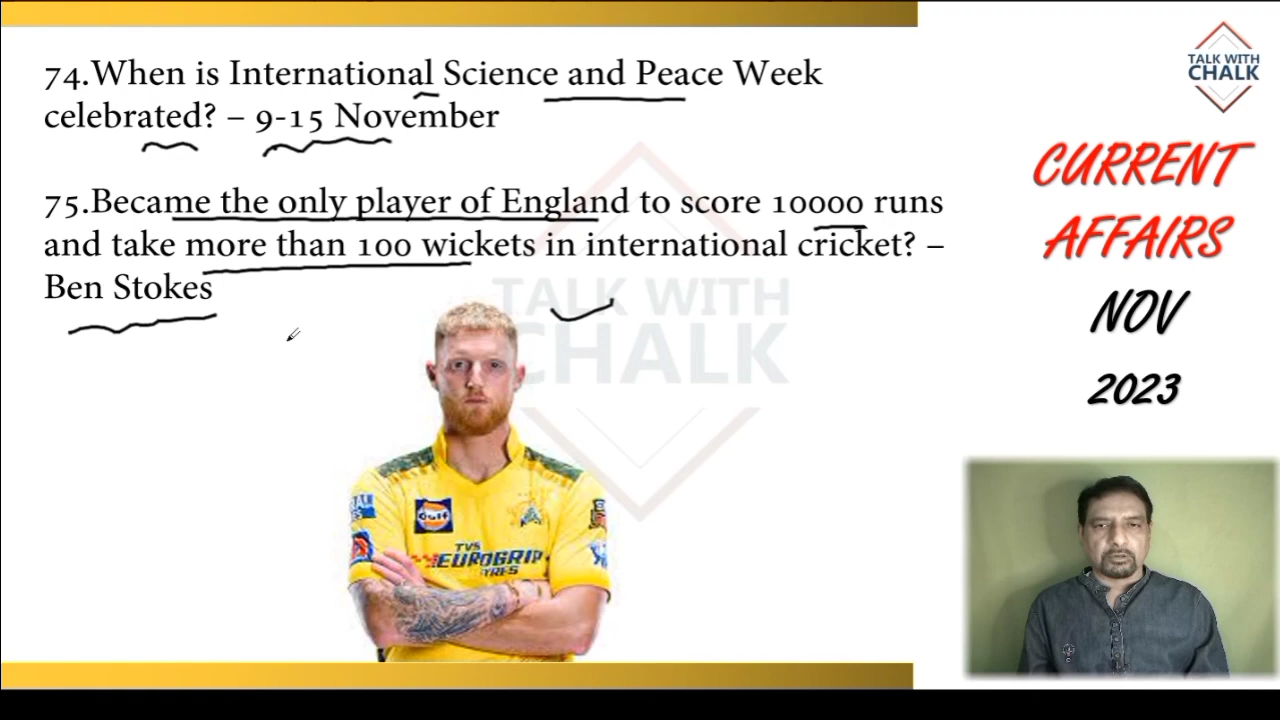 74.When is International Science and Peace Week
celebrated? – 9-15 November
75.Became the only player of England to score 10000 runs
and take more than 100 wickets in international cricket? –
Ben Stokes
TALK WITH
CHALK
TALK WITH
CHALK
CURRENT
AFFAIRS
NOV
2023
Gulf
TVS
EUROGRIP
TYRES